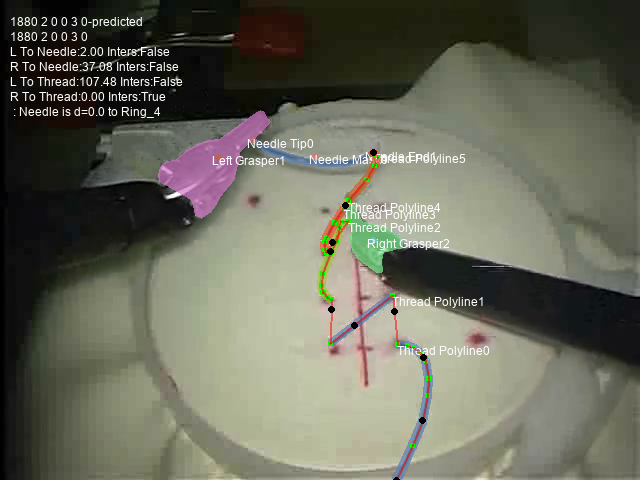 1880 2 0 0 3 0-predicted
1880 2 0 0 3 0
L To Needle:2.00 Inters:False
R To Needle:37.08 Inters:False
L To Thread:107.48 Inters:False
R To Thread:0.00 Inters:True
: Needle is d=0.0 to Ring_4
Needle Tip0
Left Grasper1
Thread Polyline5
Thread Polyline4
Thread Polyline3
Thread Polyline2
Right Grasper2
Thread Polyline1
Thread Polyline0